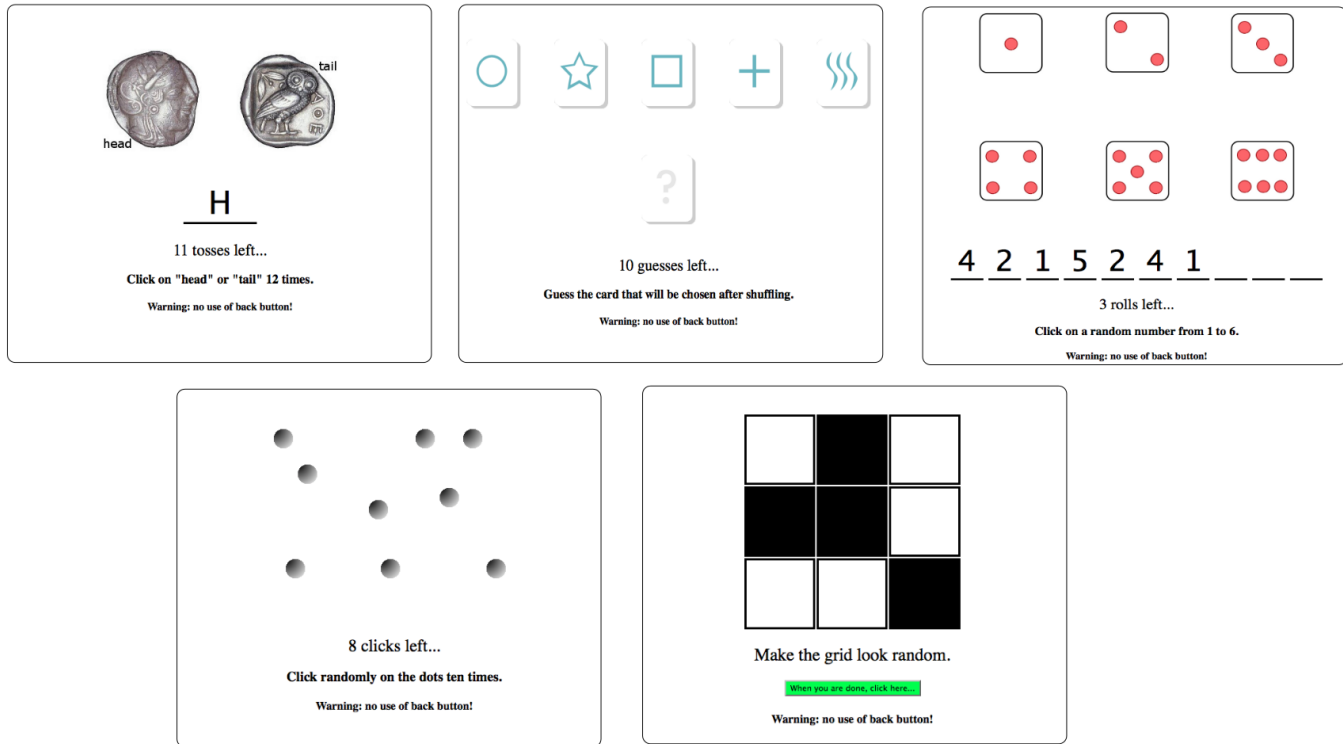 tail
head
H
11 tosses left...
Click on "head" or "tail" 12 times.
Warning: no use of back button!
?
10 guesses left...
Guess the card that will be chosen after shuffling.
Warning: no use of back button!
4 2 1 5 2 4 1
3 rolls left...
Click on a random number from 1 to 6.
Warning: no use of back button!
8 clicks left...
Click randomly on the dots ten times.
Warning: no use of back button!
Make the grid look random.
When you are done, click here...
Warning: no use of back button!